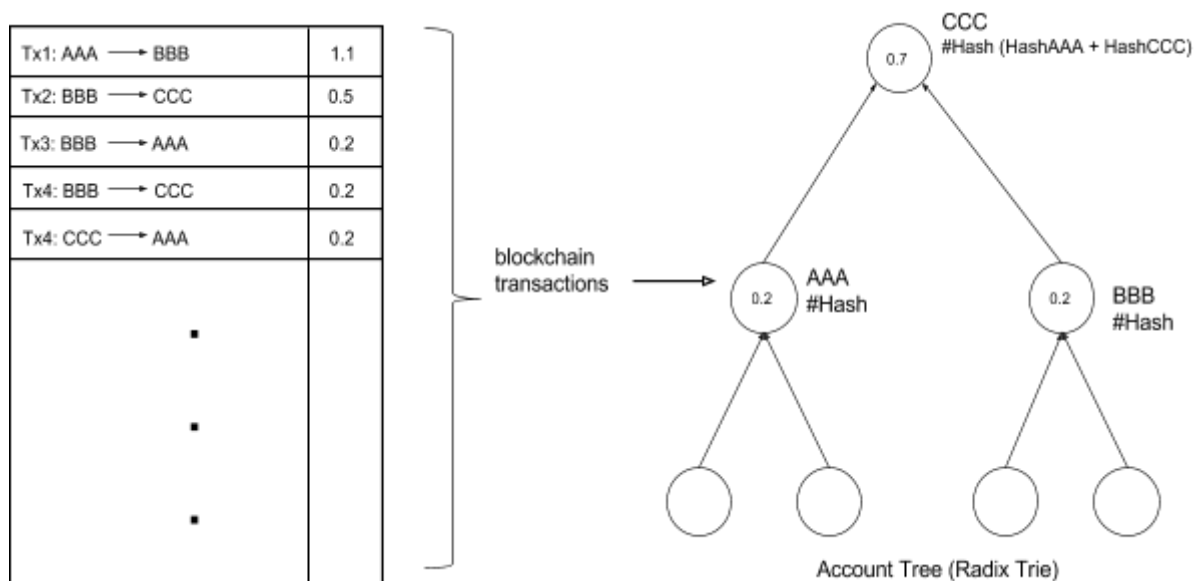 Tx1: AAA → BBB 1.1
Tx2: BBB → CCC 0.5
Tx3: BBB → AAA 0.2
Tx4: BBB → CCC 0.2
Tx4: CCC → AAA 0.2
blockchain
transactions
CCC
#Hash (HashAAA + HashCCC)
0.7
AAA
#Hash
0.2
BBB
#Hash
0.2
Account Tree (Radix Trie)